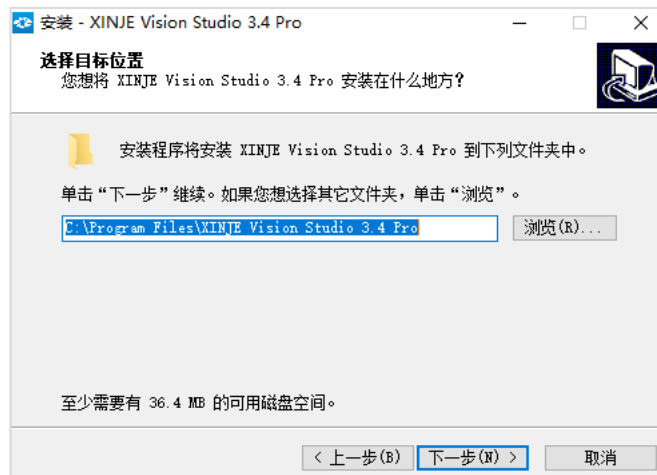 安装 - XINJE Vision Studio 3.4 Pro
选择目标位置
您想将 XINJE Vision Studio 3.4 Pro 安装在什么地方?
安装程序将安装 XINJE Vision Studio 3.4 Pro 到下列文件夹中。
单击“下一步”继续。如果您想选择其它文件夹,单击“浏览”。
C:\Program Files\XINJE Vision Studio 3.4 Pro
浏览(R)...
至少需要有 36.4 MB 的可用磁盘空间。
< 上一步(B) 下一步(N) > 取消